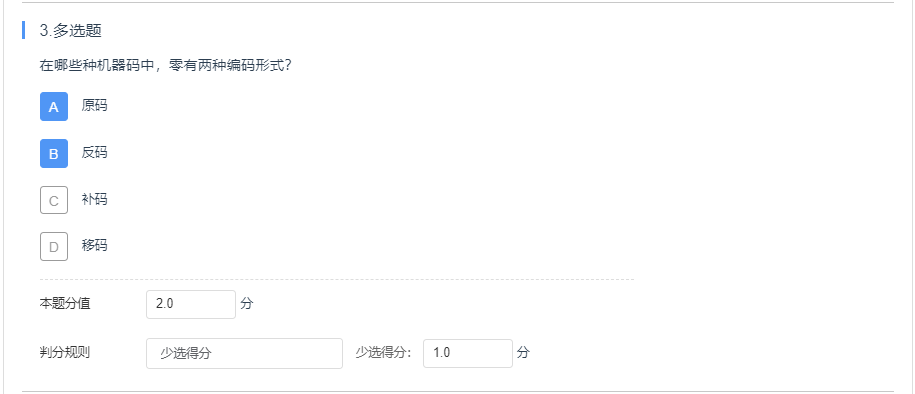 3.多选题
在哪些种机器码中，零有两种编码形式?
A 原码
B 反码
C 补码
D 移码
本题分值 2.0 分
判分规则 少选得分 少选得分： 1.0 分